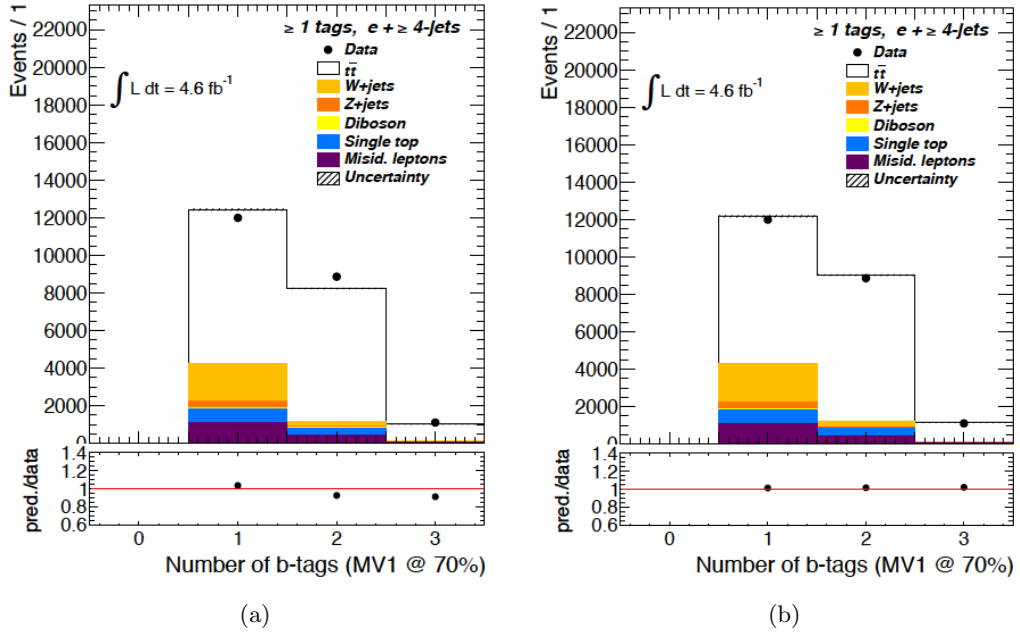 Events / 1
22000
20000
18000
16000
14000
12000
10000
8000
6000
4000
2000
0
≥ 1 tags, e + ≥ 4-jets
∫ L dt = 4.6 fb⁻¹
Data
tt̄
W+jets
Z+jets
Diboson
Single top
Misid. leptons
Uncertainty
pred./data
1.4
1.2
1.0
0.8
0.6
0 1 2 3
Number of b-tags (MV1 @ 70%)
(a)
Events / 1
22000
20000
18000
16000
14000
12000
10000
8000
6000
4000
2000
0
≥ 1 tags, e + ≥ 4-jets
∫ L dt = 4.6 fb⁻¹
Data
tt̄
W+jets
Z+jets
Diboson
Single top
Misid. leptons
Uncertainty
pred./data
1.4
1.2
1.0
0.8
0.6
0 1 2 3
Number of b-tags (MV1 @ 70%)
(b)